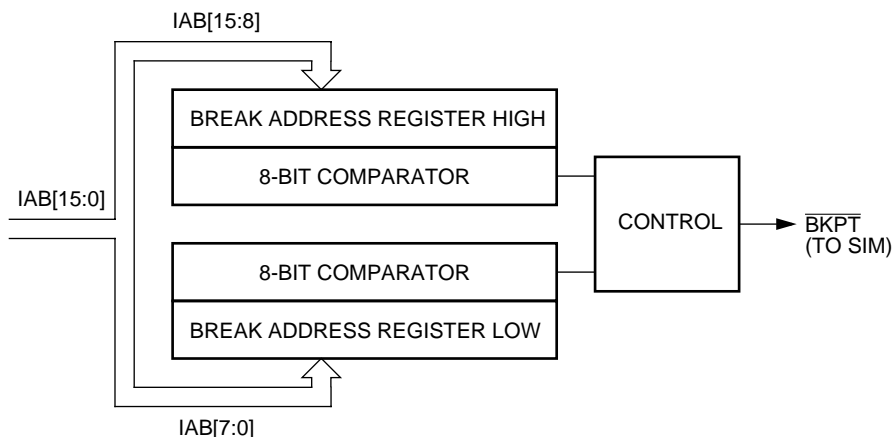 IAB[15:8]
BREAK ADDRESS REGISTER HIGH
8-BIT COMPARATOR
IAB[15:0]
CONTROL
BKPT
(TO SIM)
8-BIT COMPARATOR
BREAK ADDRESS REGISTER LOW
IAB[7:0]